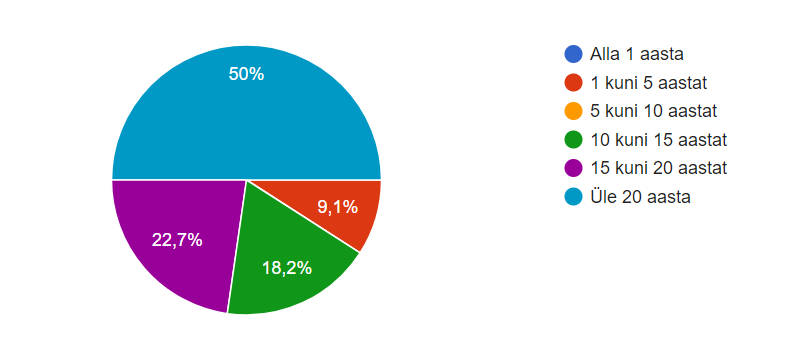 50%
9,1%
18,2%
22,7%
Alla 1 aasta
1 kuni 5 aastat
5 kuni 10 aastat
10 kuni 15 aastat
15 kuni 20 aastat
Üle 20 aasta